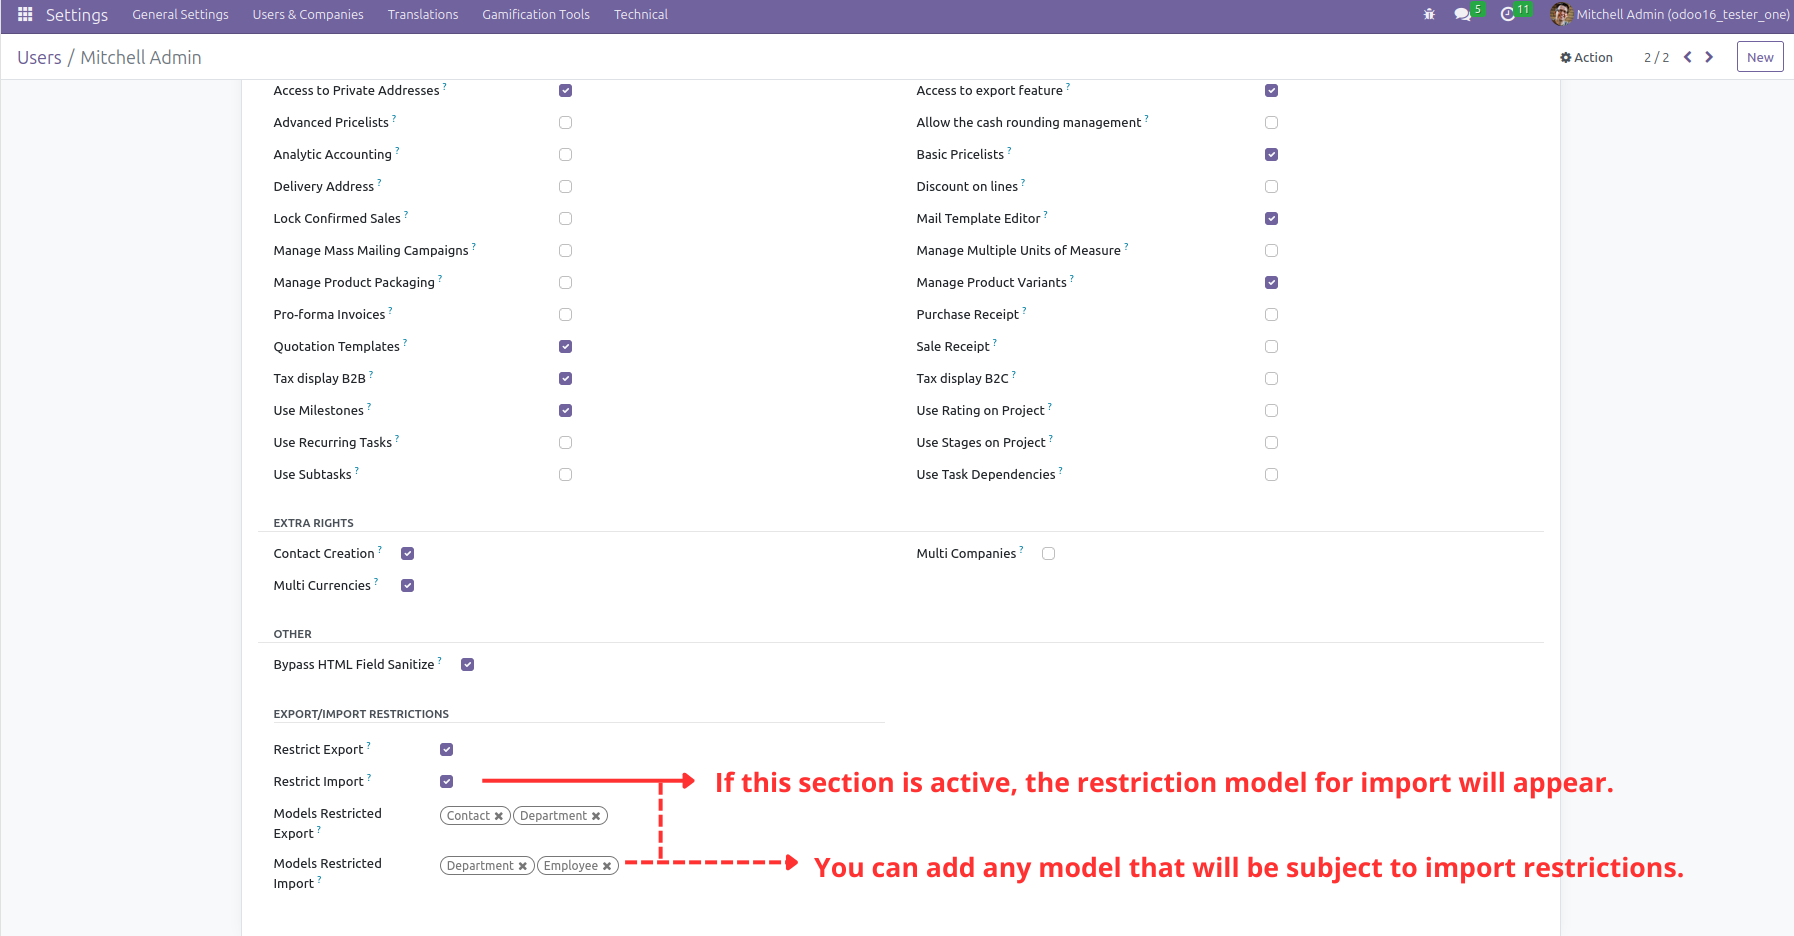 Settings General Settings Users & Companies Translations Gamification Tools Technical 5 11 Mitchell Admin (odoo16_tester_one)
Users / Mitchell Admin Action 2 / 2 New
Access to Private Addresses ? Access to export feature ?
Advanced Pricelists ? Allow the cash rounding management ?
Analytic Accounting ? Basic Pricelists ?
Delivery Address ? Discount on lines ?
Lock Confirmed Sales ? Mail Template Editor ?
Manage Mass Mailing Campaigns ? Manage Multiple Units of Measure ?
Manage Product Packaging ? Manage Product Variants ?
Pro-forma Invoices ? Purchase Receipt ?
Quotation Templates ? Sale Receipt ?
Tax display B2B ? Tax display B2C ?
Use Milestones ? Use Rating on Project ?
Use Recurring Tasks ? Use Stages on Project ?
Use Subtasks ? Use Task Dependencies ?
EXTRA RIGHTS
Contact Creation ? Multi Companies ?
Multi Currencies ?
OTHER
Bypass HTML Field Sanitize ?
EXPORT/IMPORT RESTRICTIONS
Restrict Export ?
Restrict Import ? If this section is active, the restriction model for import will appear.
Models Restricted Contact Department
Export ?
Models Restricted Department Employee You can add any model that will be subject to import restrictions.
Import ?